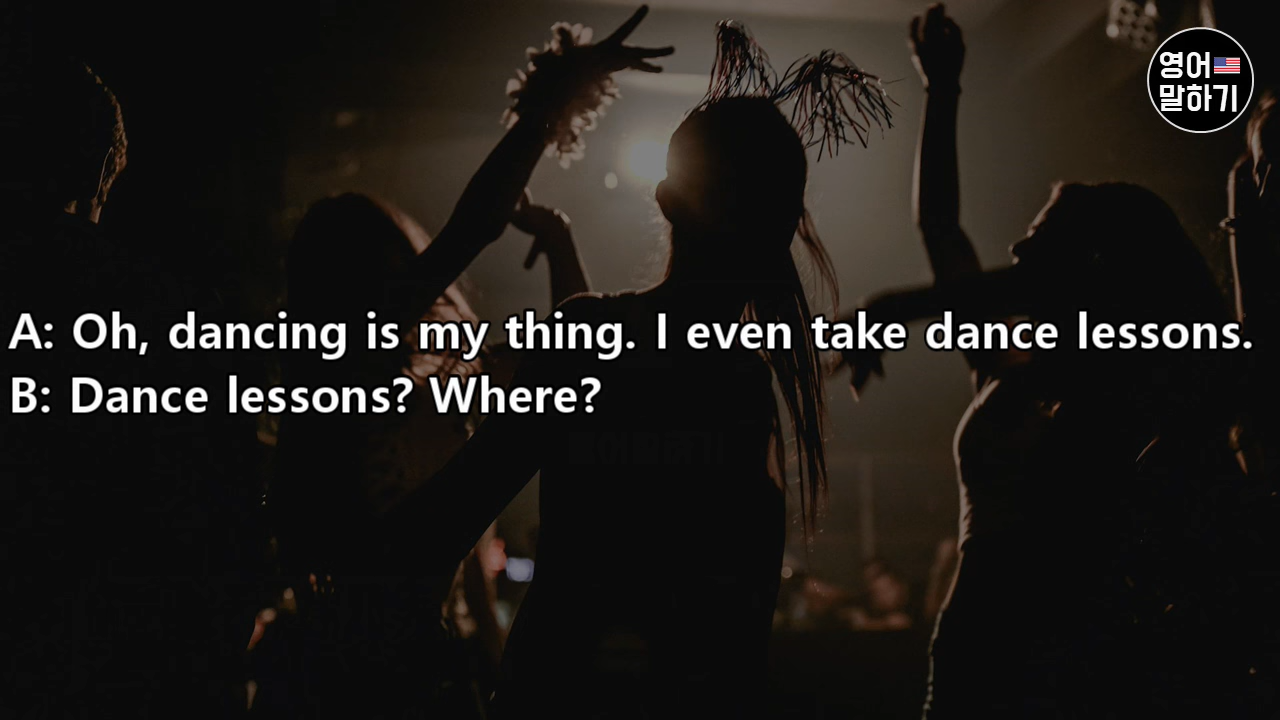 영어
말하기
A: Oh, dancing is my thing. I even take dance lessons.
B: Dance lessons? Where?